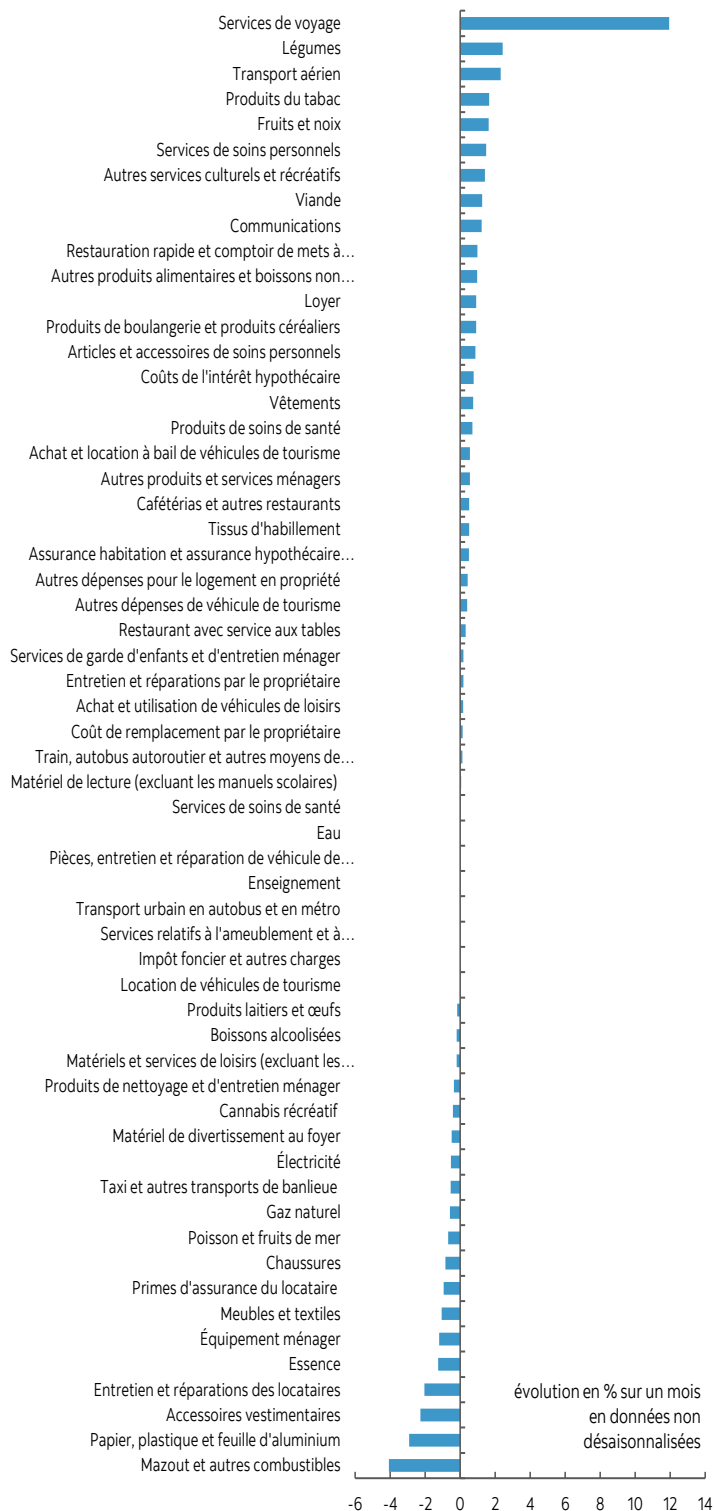 Services de voyage
Légumes
Transport aérien
Produits du tabac
Fruits et noix
Services de soins personnels
Autres services culturels et récréatifs
Viande
Communications
Restauration rapide et comptoir de mets à…
Autres produits alimentaires et boissons non…
Loyer
Produits de boulangerie et produits céréaliers
Articles et accessoires de soins personnels
Coûts de l'intérêt hypothécaire
Vêtements
Produits de soins de santé
Achat et location à bail de véhicules de tourisme
Autres produits et services ménagers
Cafétérias et autres restaurants
Tissus d'habillement
Assurance habitation et assurance hypothécaire…
Autres dépenses pour le logement en propriété
Autres dépenses de véhicule de tourisme
Restaurant avec service aux tables
Services de garde d'enfants et d'entretien ménager
Entretien et réparations par le propriétaire
Achat et utilisation de véhicules de loisirs
Coût de remplacement par le propriétaire
Train, autobus autoroutier et autres moyens de…
Matériel de lecture (excluant les manuels scolaires)
Services de soins de santé
Eau
Pièces, entretien et réparation de véhicule de…
Enseignement
Transport urbain en autobus et en métro
Services relatifs à l'ameublement et à…
Impôt foncier et autres charges
Location de véhicules de tourisme
Produits laitiers et œufs
Boissons alcoolisées
Matériels et services de loisirs (excluant les…
Produits de nettoyage et d'entretien ménager
Cannabis récréatif
Matériel de divertissement au foyer
Électricité
Taxi et autres transports de banlieue
Gaz naturel
Poisson et fruits de mer
Chaussures
Primes d'assurance du locataire
Meubles et textiles
Équipement ménager
Essence
Entretien et réparations des locataires
Accessoires vestimentaires
Papier, plastique et feuille d'aluminium
Mazout et autres combustibles
évolution en % sur un mois
en données non
désaisonnalisées
-6 -4 -2 0 2 4 6 8 10 12 14